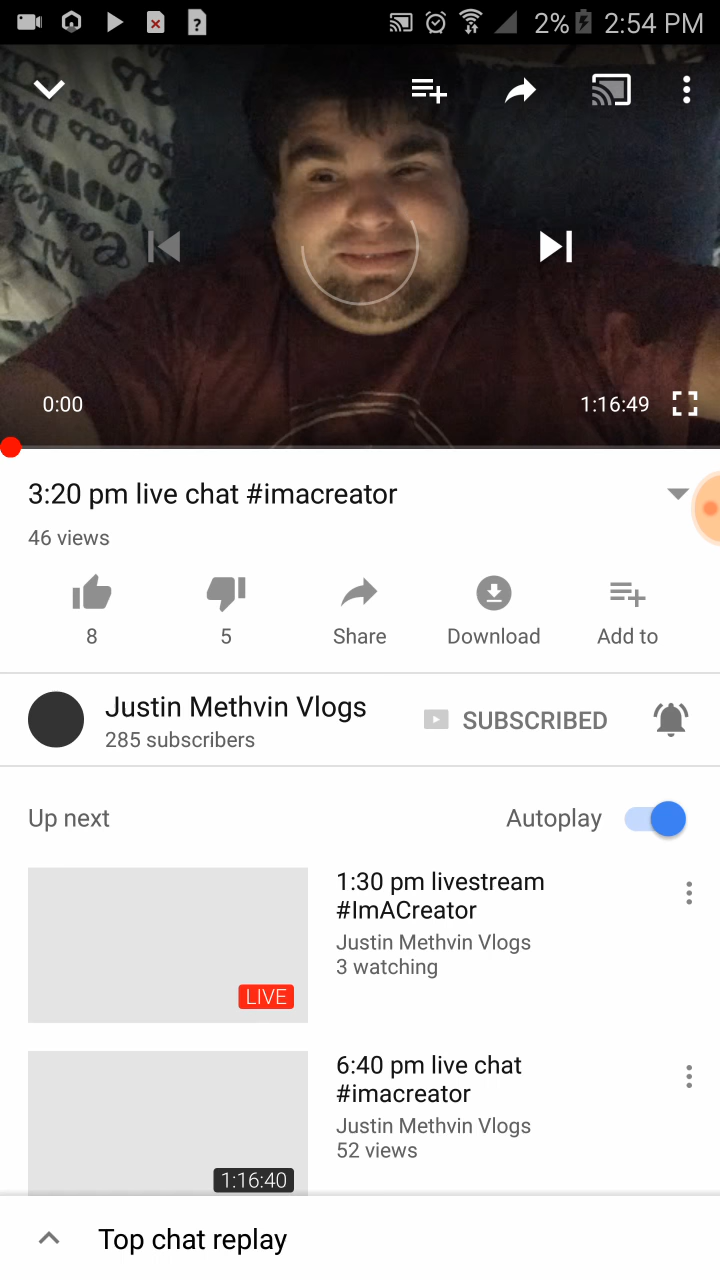 2% 2:54 PM
Dallas
Cowboys
0:00
1:16:49
3:20 pm live chat #imacreator
46 views
8
5
Share
Download
Add to
Justin Methvin Vlogs
285 subscribers
SUBSCRIBED
Up next
Autoplay
1:30 pm livestream
#ImACreator
Justin Methvin Vlogs
3 watching
LIVE
6:40 pm live chat
#imacreator
Justin Methvin Vlogs
52 views
1:16:40
Top chat replay